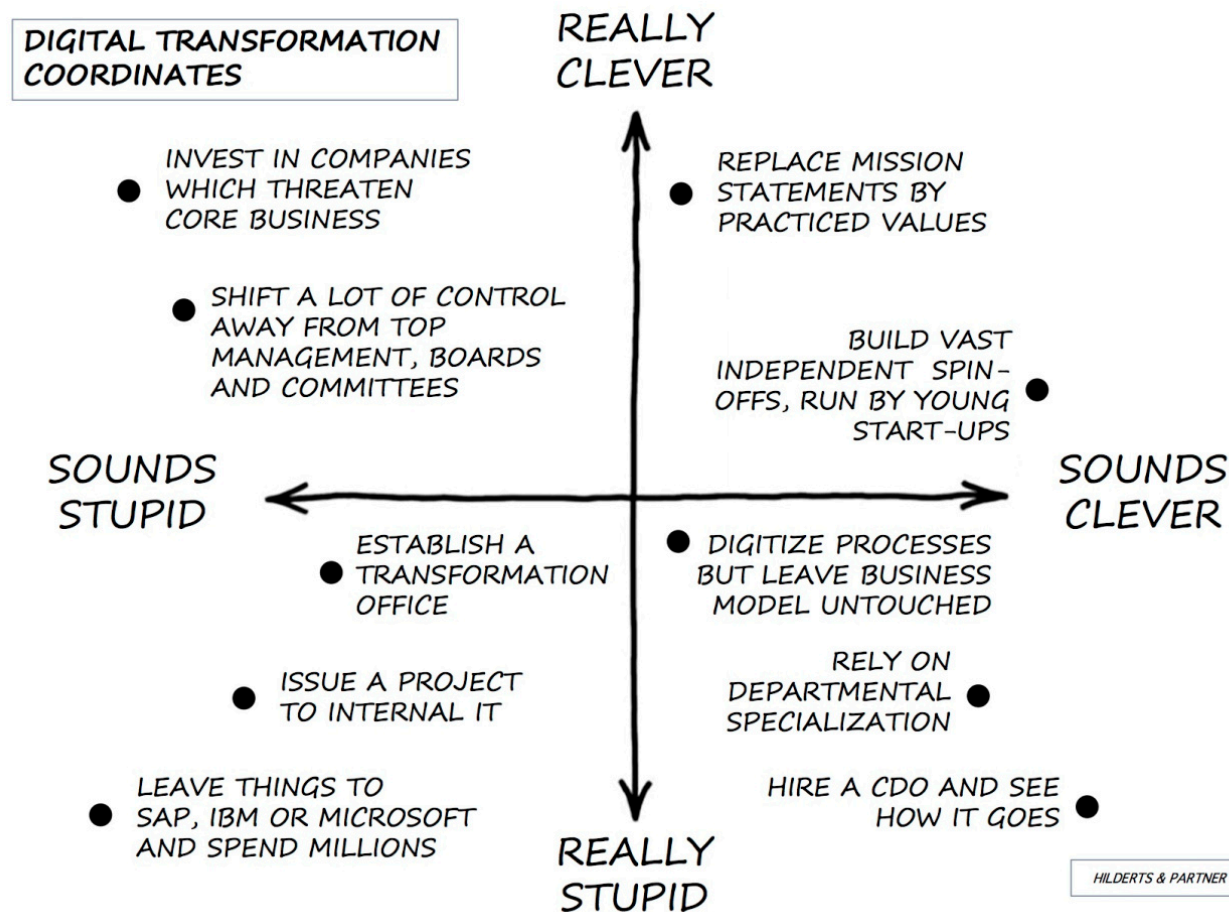 DIGITAL TRANSFORMATION
COORDINATES
REALLY
CLEVER
INVEST IN COMPANIES
WHICH THREATEN
CORE BUSINESS
REPLACE MISSION
STATEMENTS BY
PRACTICED VALUES
SHIFT A LOT OF CONTROL
AWAY FROM TOP
MANAGEMENT, BOARDS
AND COMMITTEES
BUILD VAST
INDEPENDENT SPIN-
OFFS, RUN BY YOUNG
START-UPS
SOUNDS
STUPID
SOUNDS
CLEVER
ESTABLISH A
TRANSFORMATION
OFFICE
DIGITIZE PROCESSES
BUT LEAVE BUSINESS
MODEL UNTOUCHED
ISSUE A PROJECT
TO INTERNAL IT
RELY ON
DEPARTMENTAL
SPECIALIZATION
LEAVE THINGS TO
SAP, IBM OR MICROSOFT
AND SPEND MILLIONS
HIRE A CDO AND SEE
HOW IT GOES
REALLY
STUPID
HILDERTS & PARTNER